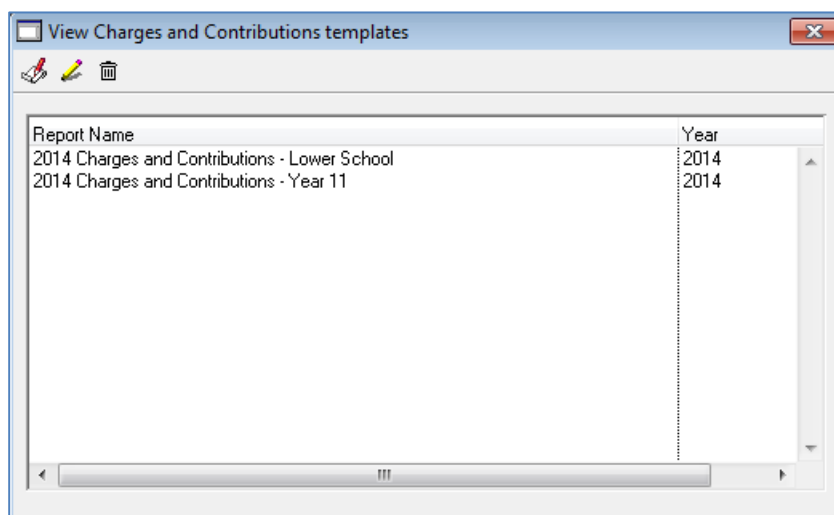 View Charges and Contributions templates
Report Name Year
2014 Charges and Contributions - Lower School 2014
2014 Charges and Contributions - Year 11 2014